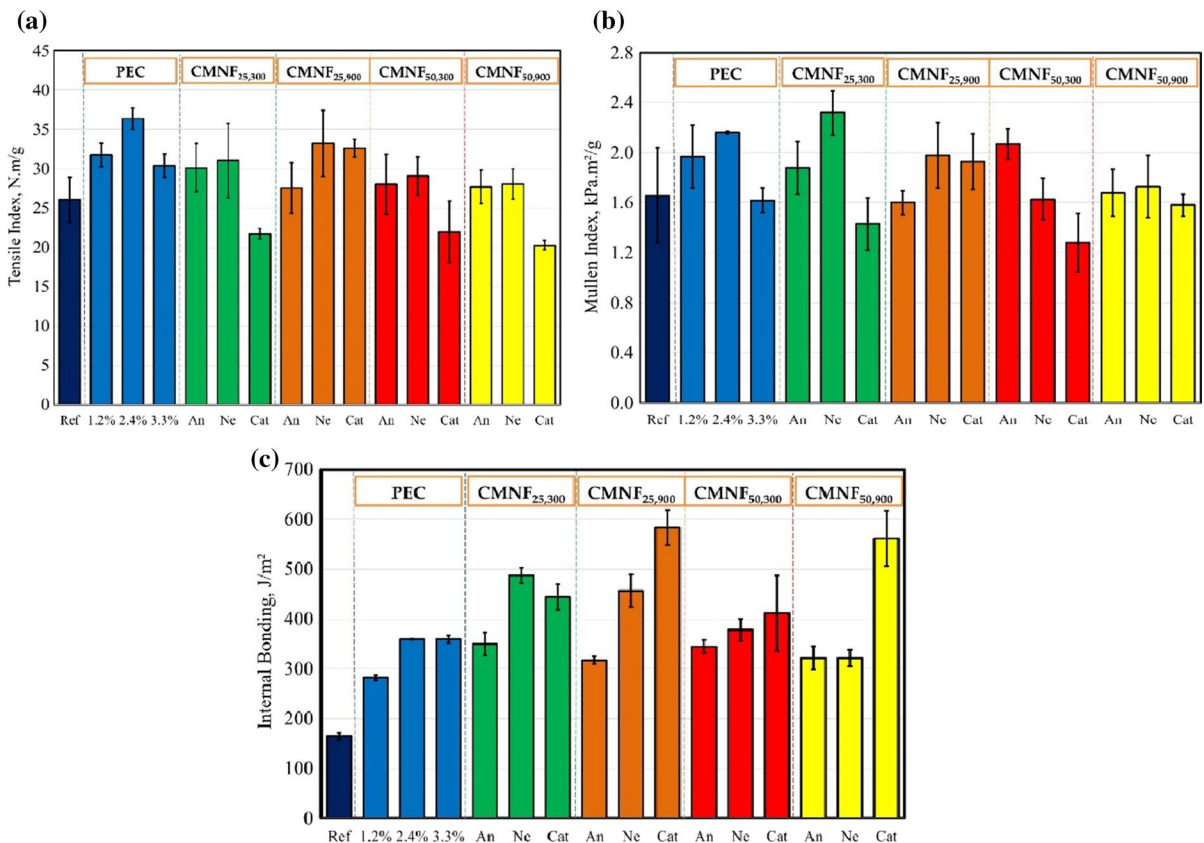 (a)
45
40
35
30
25
20
15
10
5
0
Tensile Index, N.m/g
PEC CMNF25,300 CMNF25,900 CMNF50,300 CMNF50,900
Ref 1.2% 2.4% 3.3% An Ne Cat An Ne Cat An Ne Cat An Ne Cat
(b)
2.8
2.4
2.0
1.6
1.2
0.8
0.4
0.0
Mullen Index, kPa.m²/g
PEC CMNF25,300 CMNF25,900 CMNF50,300 CMNF50,900
Ref 1.2% 2.4% 3.3% An Ne Cat An Ne Cat An Ne Cat An Ne Cat
(c)
700
600
500
400
300
200
100
0
Internal Bonding, J/m²
PEC CMNF25,300 CMNF25,900 CMNF50,300 CMNF50,900
Ref 1.2% 2.4% 3.3% An Ne Cat An Ne Cat An Ne Cat An Ne Cat